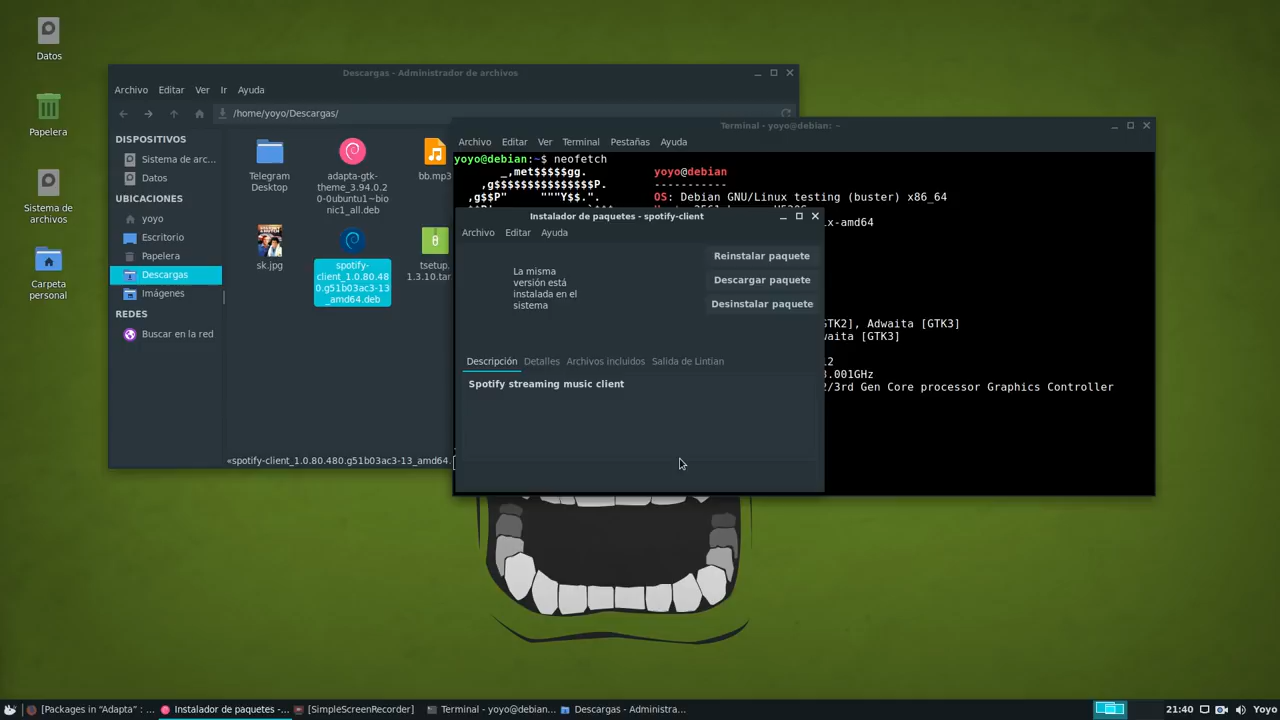 Datos
Papelera
Sistema de
archivos
Carpeta
personal
Descargas - Administrador de archivos
Archivo Editar Ver Ir Ayuda
/home/yoyo/Descargas/
DISPOSITIVOS
Sistema de arc...
Datos
UBICACIONES
yoyo
Escritorio
Papelera
Descargas
Imágenes
REDES
Buscar en la red
Telegram
Desktop
adapta-gtk-
theme_3.94.0.2
0-0ubuntu1~bio
nic1_all.deb
bb.mp3
sk.jpg
spotify-
client_1.0.80.48
0.g51b03ac3-13
_amd64.deb
tsetup.
1.3.10.tar
«spotify-client_1.0.80.480.g51b03ac3-13_amd64.
Terminal - yoyo@debian: ~
Archivo Editar Ver Terminal Pestañas Ayuda
yoyo@debian:~$ neofetch
_,met$$$$$gg. yoyo@debian
,g$$$$$$$$$$$$$$$P. -----------
,g$$P" """Y$$.". OS: Debian GNU/Linux testing (buster) x86_64
x-amd64
GTK2], Adwaita [GTK3]
waita [GTK3]
.001GHz
2/3rd Gen Core processor Graphics Controller
Instalador de paquetes - spotify-client
Archivo Editar Ayuda
La misma
versión está
instalada en el
sistema
Reinstalar paquete
Descargar paquete
Desinstalar paquete
Descripción Detalles Archivos incluidos Salida de Lintian
Spotify streaming music client
[Packages in “Adapta” : ... Instalador de paquetes -... [SimpleScreenRecorder] Terminal - yoyo@debian... Descargas - Administra... 21:40 Yoyo